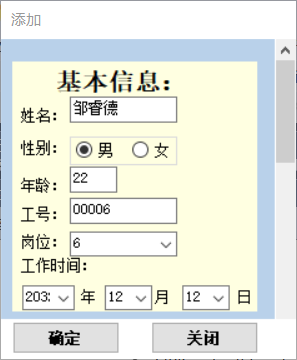 添加
基本信息：
姓名： 邹睿德
性别： 男 女
年龄： 22
工号： 00006
岗位： 6
工作时间：
203 年 12 月 12 日
确定 关闭